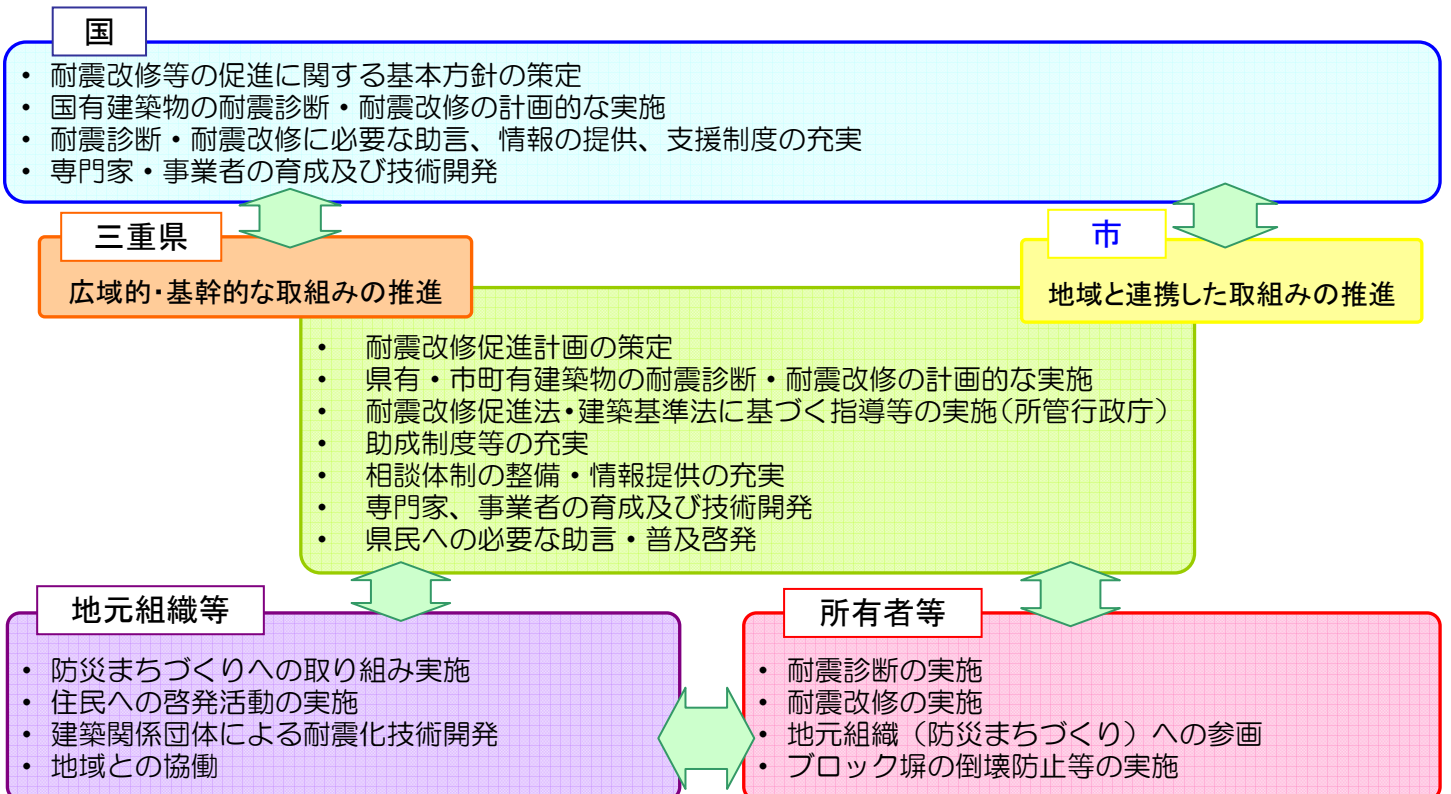 国
• 耐震改修等の促進に関する基本方針の策定
• 国有建築物の耐震診断・耐震改修の計画的な実施
• 耐震診断・耐震改修に必要な助言、情報の提供、支援制度の充実
• 専門家・事業者の育成及び技術開発
三重県
広域的・基幹的な取組みの推進
市
地域と連携した取組みの推進
• 耐震改修促進計画の策定
• 県有・市町有建築物の耐震診断・耐震改修の計画的な実施
• 耐震改修促進法・建築基準法に基づく指導等の実施（所管行政庁）
• 助成制度等の充実
• 相談体制の整備・情報提供の充実
• 専門家、事業者の育成及び技術開発
• 県民への必要な助言・普及啓発
地元組織等
• 防災まちづくりへの取り組み実施
• 住民への啓発活動の実施
• 建築関係団体による耐震化技術開発
• 地域との協働
所有者等
• 耐震診断の実施
• 耐震改修の実施
• 地元組織（防災まちづくり）への参画
• ブロック塀の倒壊防止等の実施